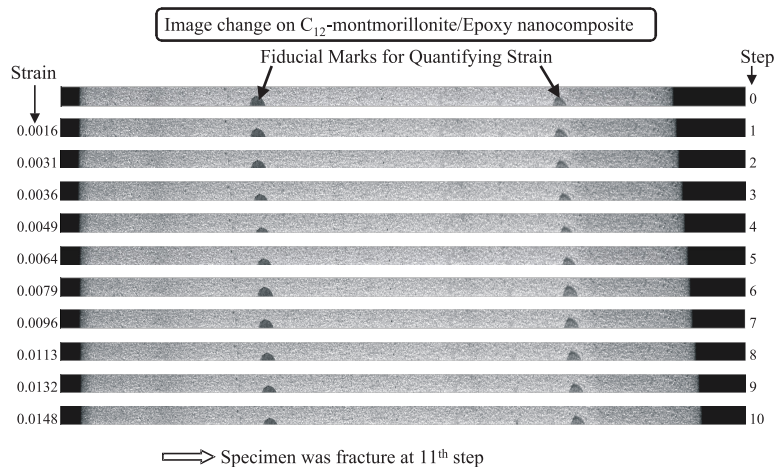 Image change on C12-montmorillonite/Epoxy nanocomposite
Fiducial Marks for Quantifying Strain
Strain
Step
0
0.0016 1
0.0031 2
0.0036 3
0.0049 4
0.0064 5
0.0079 6
0.0096 7
0.0113 8
0.0132 9
0.0148 10
Specimen was fracture at 11th step